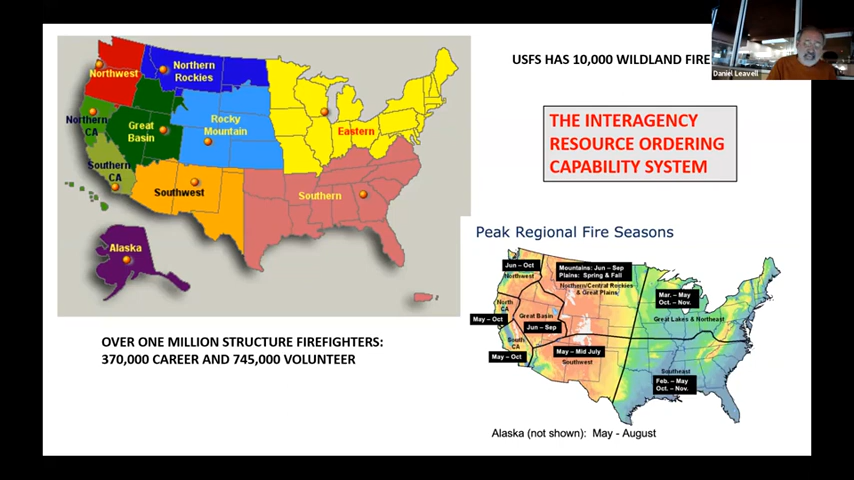 USFS HAS 10,000 WILDLAND FIRE
Daniel Leavell
Northwest
Northern
Rockies
Northern
CA
Great
Basin
Rocky
Mountain
Eastern
Southern
CA
Southwest
Southern
Alaska
THE INTERAGENCY
RESOURCE ORDERING
CAPABILITY SYSTEM
OVER ONE MILLION STRUCTURE FIREFIGHTERS:
370,000 CAREER AND 745,000 VOLUNTEER
Peak Regional Fire Seasons
Jun – Oct
Northwest
Mountains: Jun – Sep
Plains: Spring & Fall
Northern/Central Rockies
& Great Plains
Mar. – May
Oct. – Nov.
Great Lakes & Northeast
North
CA
May – Oct
Great Basin
Jun – Sep
South
CA
May – Oct
May – Mid July
Southwest
Southeast
Feb. – May
Oct. – Nov.
Alaska (not shown): May - August